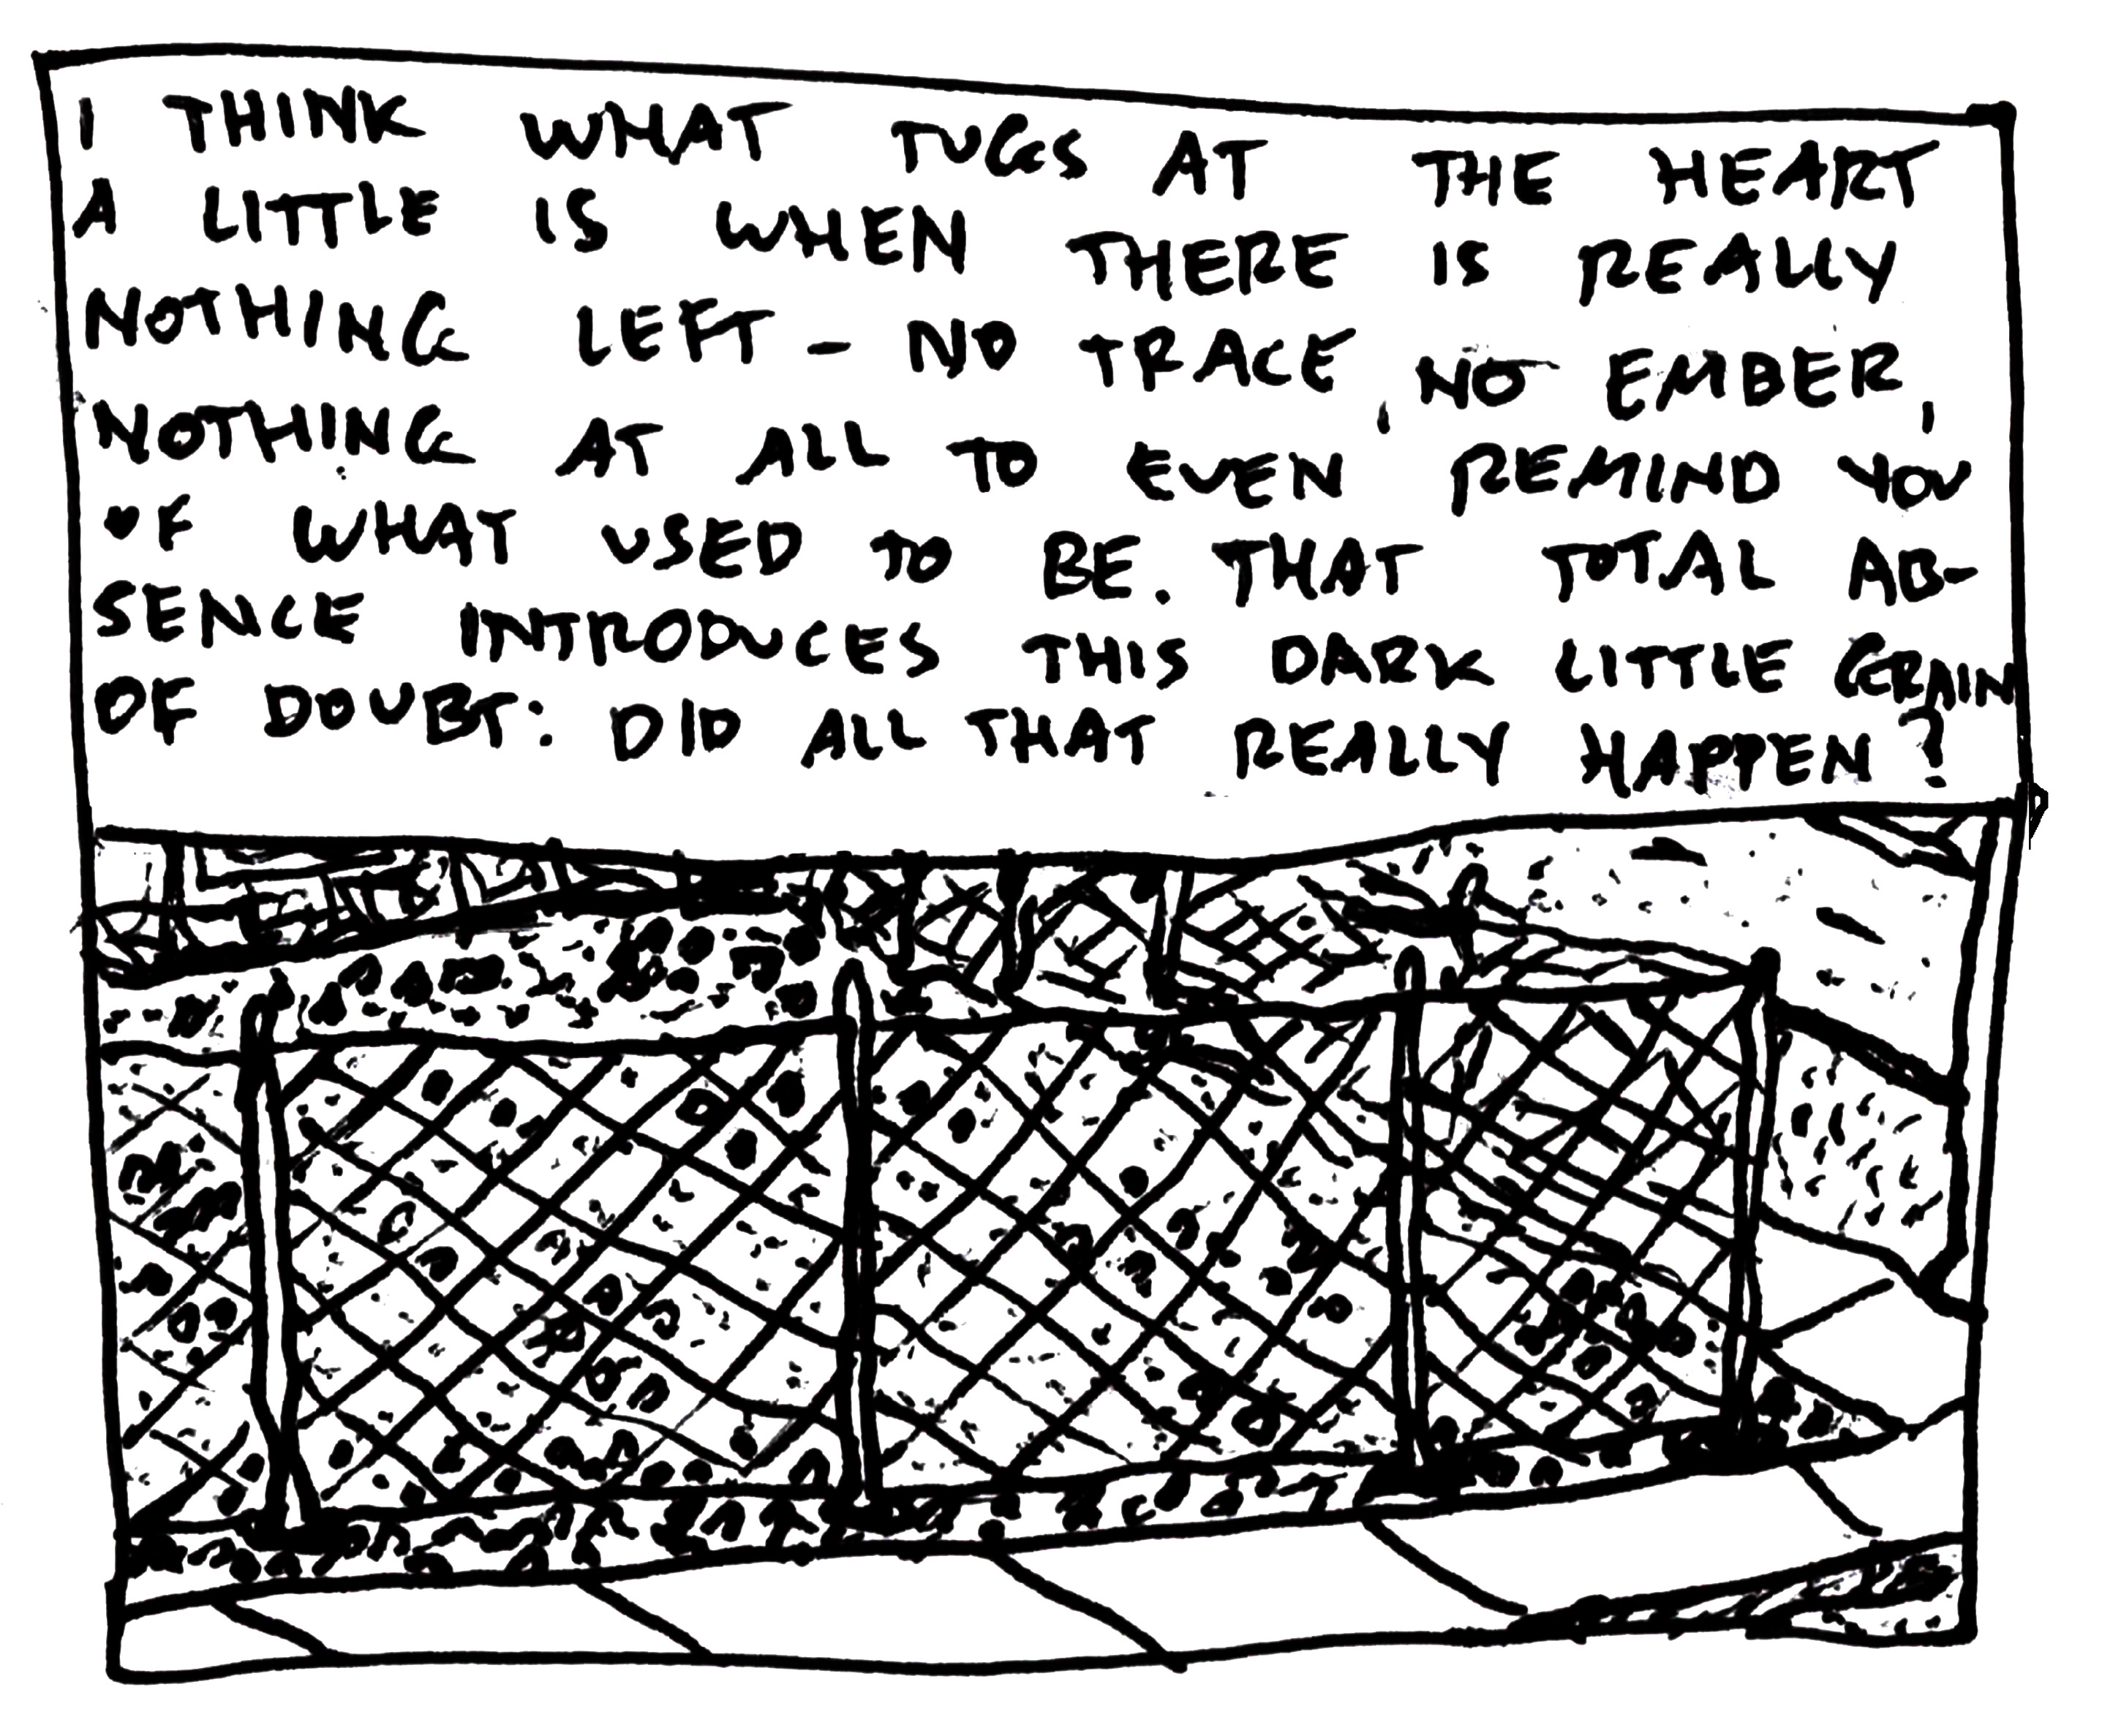 I THINK WHAT TUGS AT THE HEART
A LITTLE IS WHEN THERE IS REALLY
NOTHING LEFT - NO TRACE, NO EMBER,
NOTHING AT ALL TO EVEN REMIND YOU
OF WHAT USED TO BE. THAT TOTAL AB-
SENCE INTRODUCES THIS DARK LITTLE GRAIN
OF DOUBT: DID ALL THAT REALLY HAPPEN?